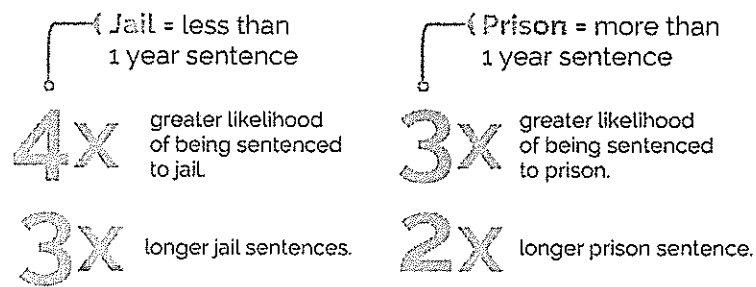 Jail = less than
1 year sentence
4x
greater likelihood
of being sentenced
to jail.
3x
longer jail sentences.
Prison = more than
1 year sentence
3x
greater likelihood
of being sentenced
to prison.
2x
longer prison sentence.